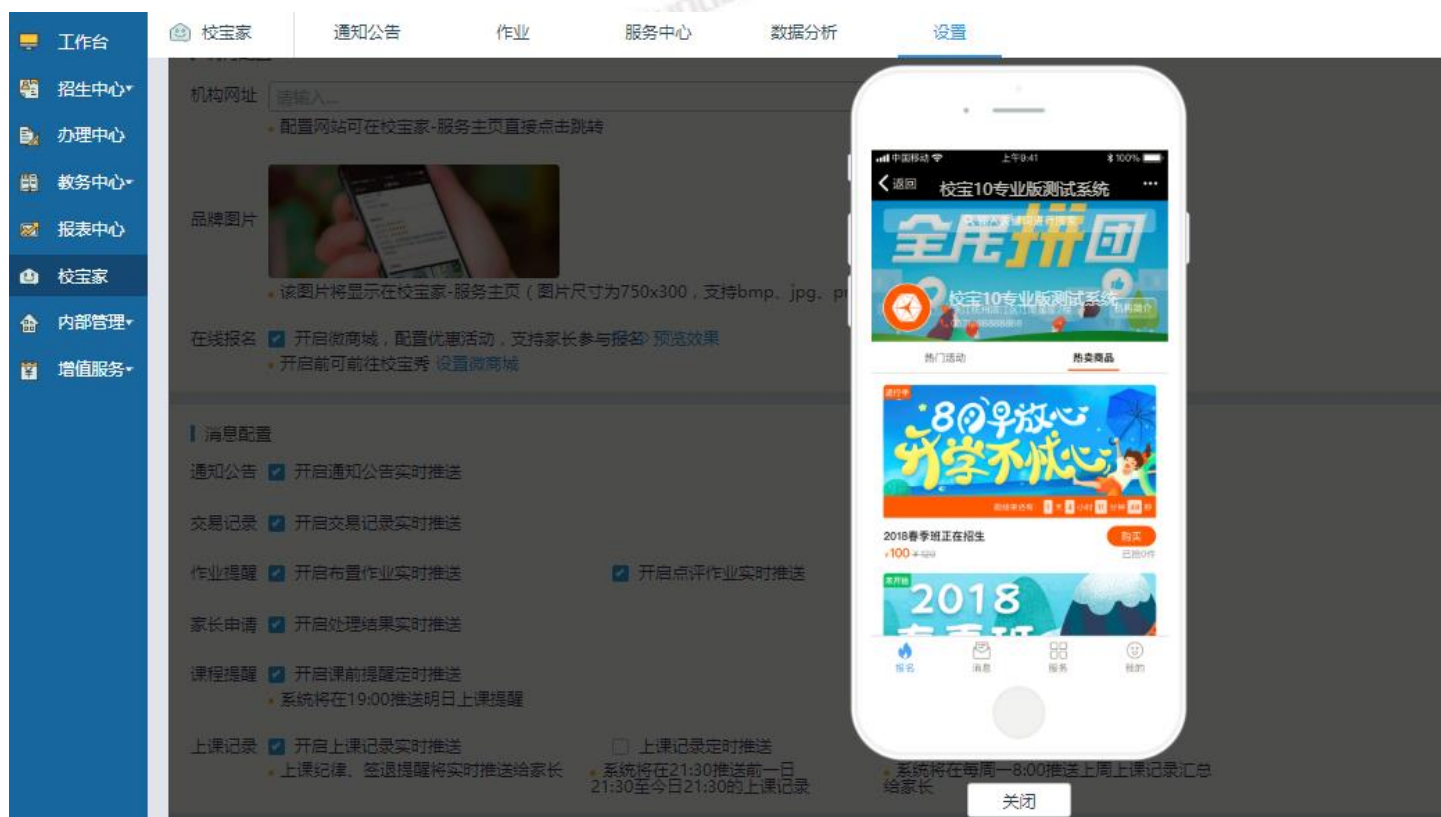 工作台
招生中心
办理中心
教务中心
报表中心
校宝家
内部管理
增值服务
校宝家
通知公告
作业
服务中心
数据分析
设置
机构网址
请输入...
配置网站可在校宝家-服务主页直接点击跳转
品牌图片
该图片将显示在校宝家-服务主页（图片尺寸为750x300，支持bmp、jpg、
在线报名
开启微商城，配置优惠活动，支持家长参与报名
预览效果
开启前可前往校宝秀 设置微商城
消息配置
通知公告
开启通知公告实时推送
交易记录
开启交易记录实时推送
作业提醒
开启布置作业实时推送
开启点评作业实时推送
家长申请
开启处理结果实时推送
课程提醒
开启课前提醒定时推送
系统将在19:00推送明日上课提醒
上课记录
开启上课记录实时推送
上课记录定时推送
上课纪律、签退提醒将实时推送给家长
系统将在21:30推送前一日
21:30至今日21:30的上课记录
系统将在每周一8:00推送上周上课记录汇总
给家长
中国移动
上午9:41
100%
返回
校宝10专业版测试系统
全民拼团
校宝10专业版测试系统
机构简介
热门活动
热卖商品
进行中
8月早放心
开学不忧心
2018春季班正在招生
购买
¥100 ¥120
已抢0件
未开始
2018
春季班
报名
消息
服务
我的
关闭